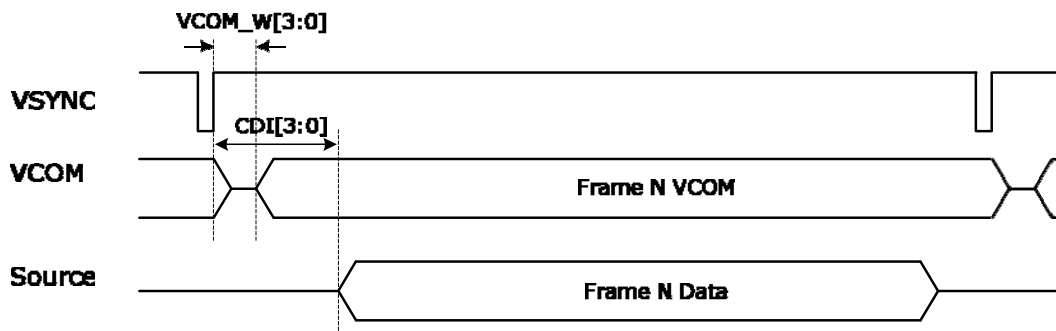 VCOM_W[3:0]
VSYNC
CDI[3:0]
VCOM
Frame N VCOM
Source
Frame N Data